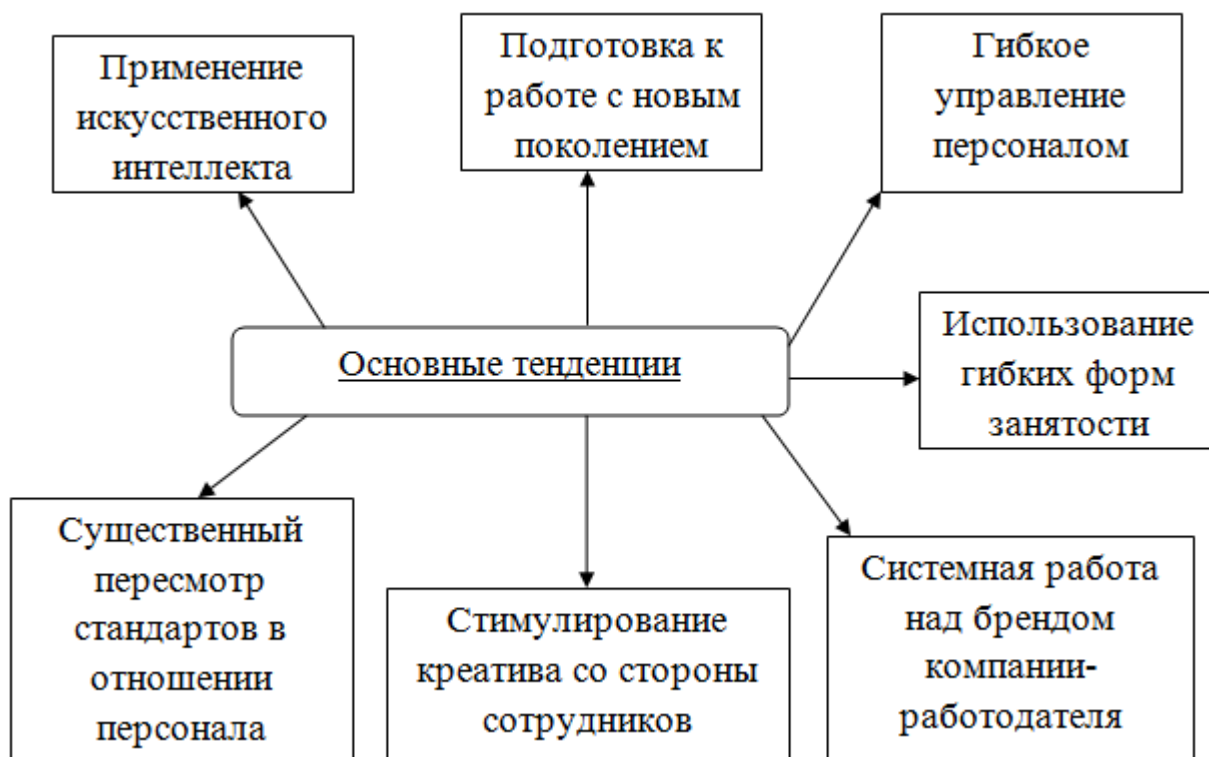 Применение
искусственного
интеллекта
Подготовка к
работе с новым
поколением
Гибкое
управление
персоналом
Основные тенденции
Использование
гибких форм
занятости
Существенный
пересмотр
стандартов в
отношении
персонала
Стимулирование
креатива со стороны
сотрудников
Системная работа
над брендом
компании-
работодателя